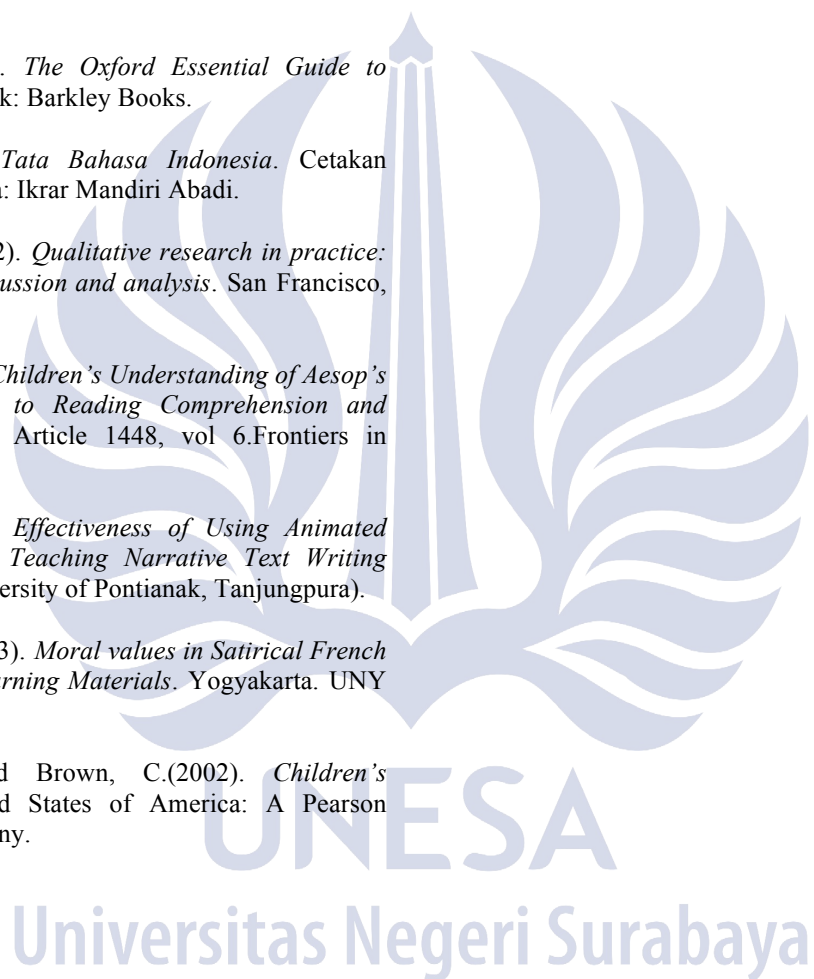 . The Oxford Essential Guide to
k: Barkley Books.
Tata Bahasa Indonesia. Cetakan
a: Ikrar Mandiri Abadi.
2). Qualitative research in practice:
cussion and analysis. San Francisco,
Children's Understanding of Aesop's
to Reading Comprehension and
Article 1448, vol 6.Frontiers in
Effectiveness of Using Animated
Teaching Narrative Text Writing
ersity of Pontianak, Tanjungpura).
3). Moral values in Satirical French
arning Materials. Yogyakarta. UNY
d Brown, C.(2002). Children's
d States of America: A Pearson
ny.
UNESA
Universitas Negeri Surabaya